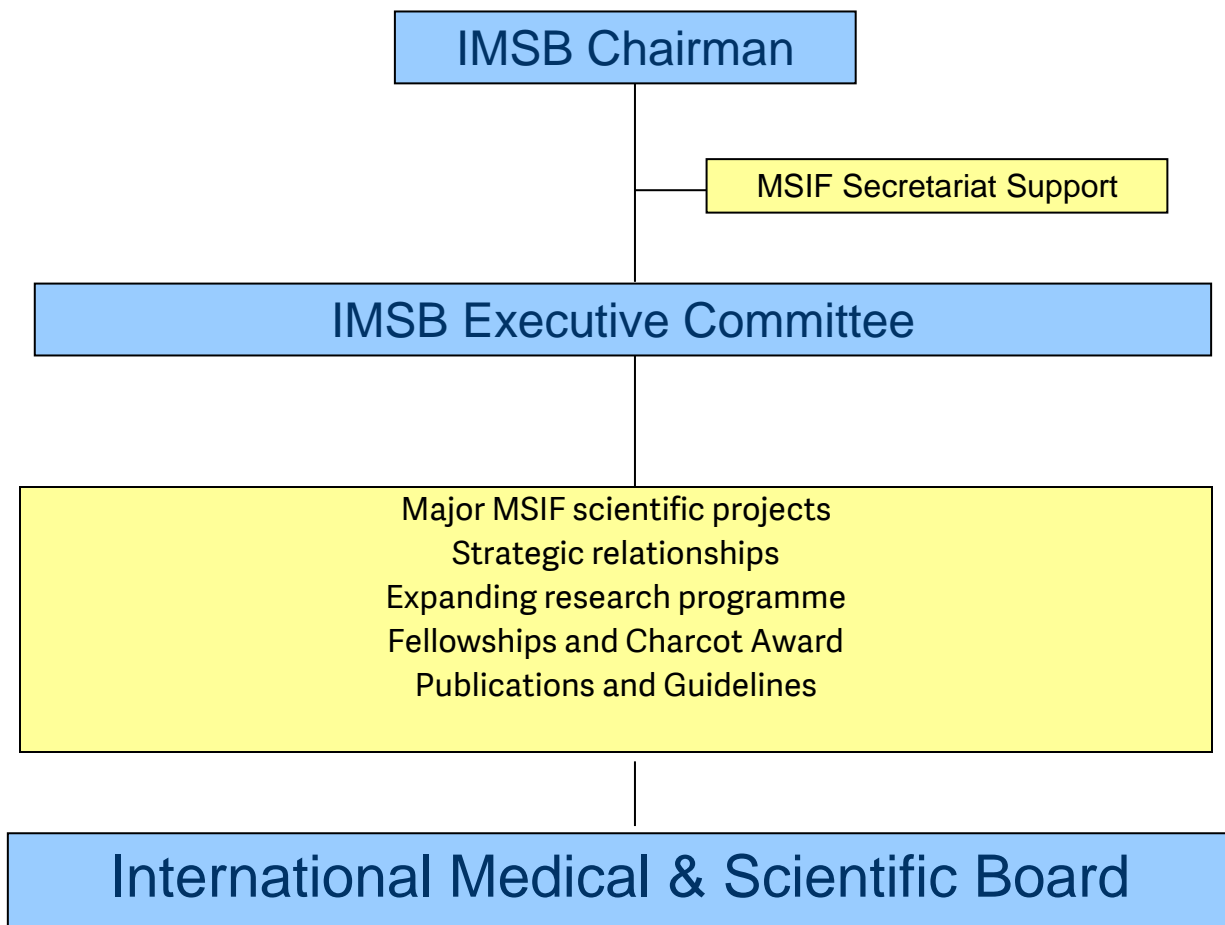 IMSB Chairman
MSIF Secretariat Support
IMSB Executive Committee
Major MSIF scientific projects
Strategic relationships
Expanding research programme
Fellowships and Charcot Award
Publications and Guidelines
International Medical & Scientific Board